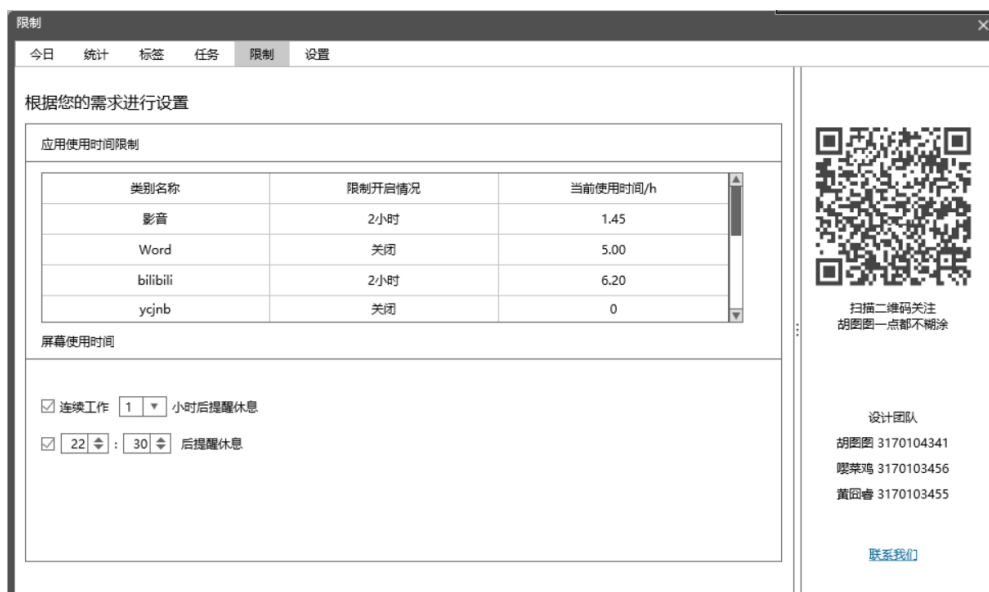 限制
今日 统计 标签 任务 限制 设置
根据您的需求进行设置
应用使用时间限制
类别名称 限制开启情况 当前使用时间/h
影音 2小时 1.45
Word 关闭 5.00
bilibili 2小时 6.20
ycjnb 关闭 0
屏幕使用时间
连续工作 1 小时后提醒休息
22 : 30 后提醒休息
扫描二维码关注
胡图图一点都不糊涂
设计团队
胡图图 3170104341
嘤菜鸡 3170103456
黄囧睿 3170103455
联系我们